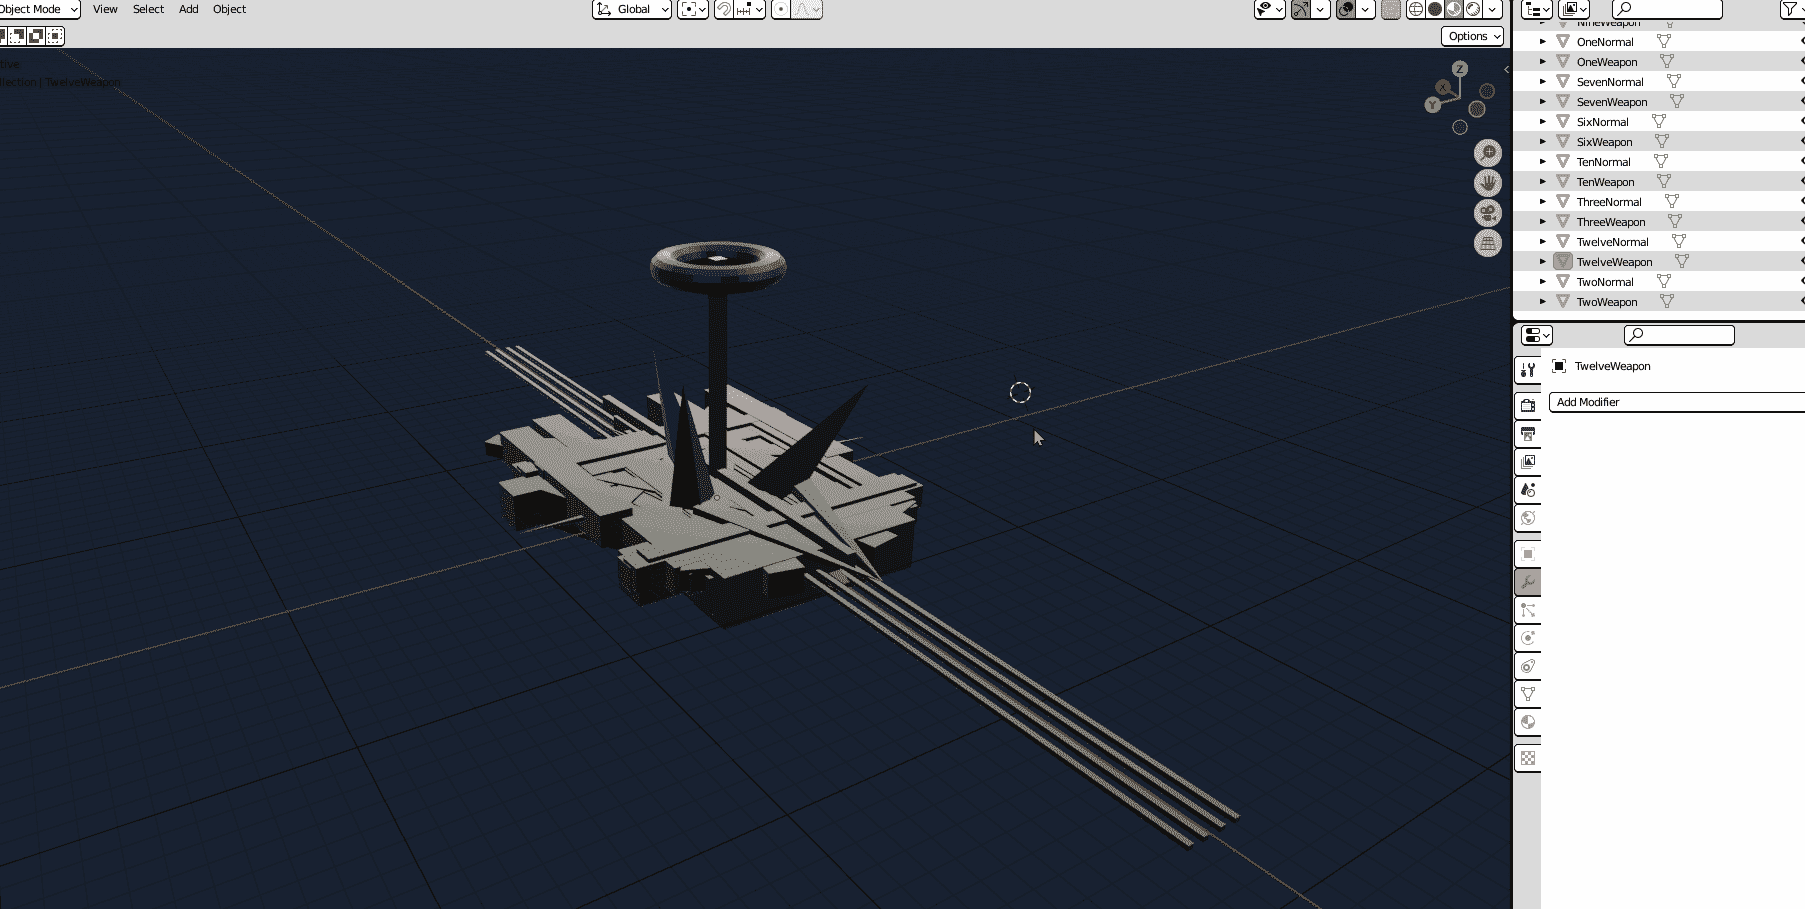 Object Mode View Select Add Object Global
Options
tive
llection | TwelveWeapon
Z
X
Y
NineWeapon
OneNormal
OneWeapon
SevenNormal
SevenWeapon
SixNormal
SixWeapon
TenNormal
TenWeapon
ThreeNormal
ThreeWeapon
TwelveNormal
TwelveWeapon
TwoNormal
TwoWeapon
TwelveWeapon
Add Modifier